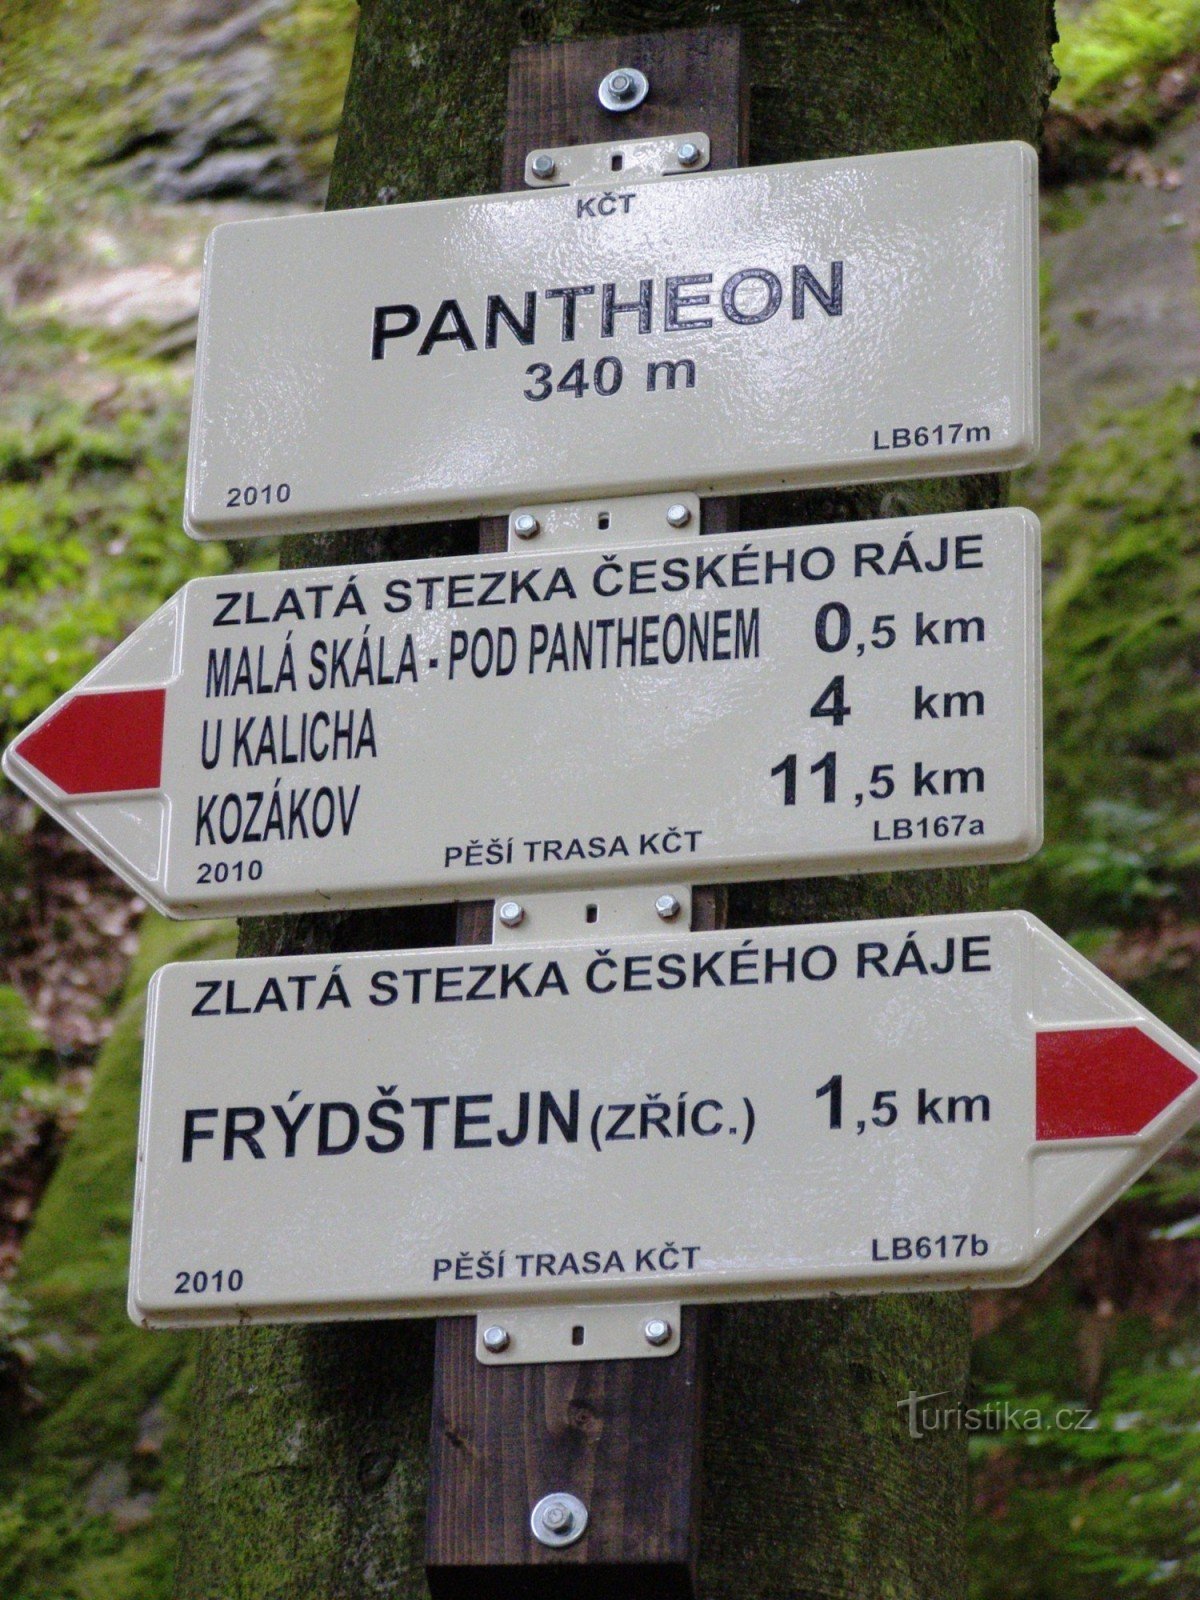 KČT
PANTHEON
340 m
LB617m
2010
ZLATÁ STEZKA ČESKÉHO RÁJE
MALÁ SKÁLA - POD PANTHEONEM 0,5 km
U KALICHA 4 km
KOZÁKOV 11,5 km
2010 PĚŠÍ TRASA KČT LB167a
ZLATÁ STEZKA ČESKÉHO RÁJE
FRÝDŠTEJN (ZŘÍC.) 1,5 km
2010 PĚŠÍ TRASA KČT LB617b
Turistika.cz